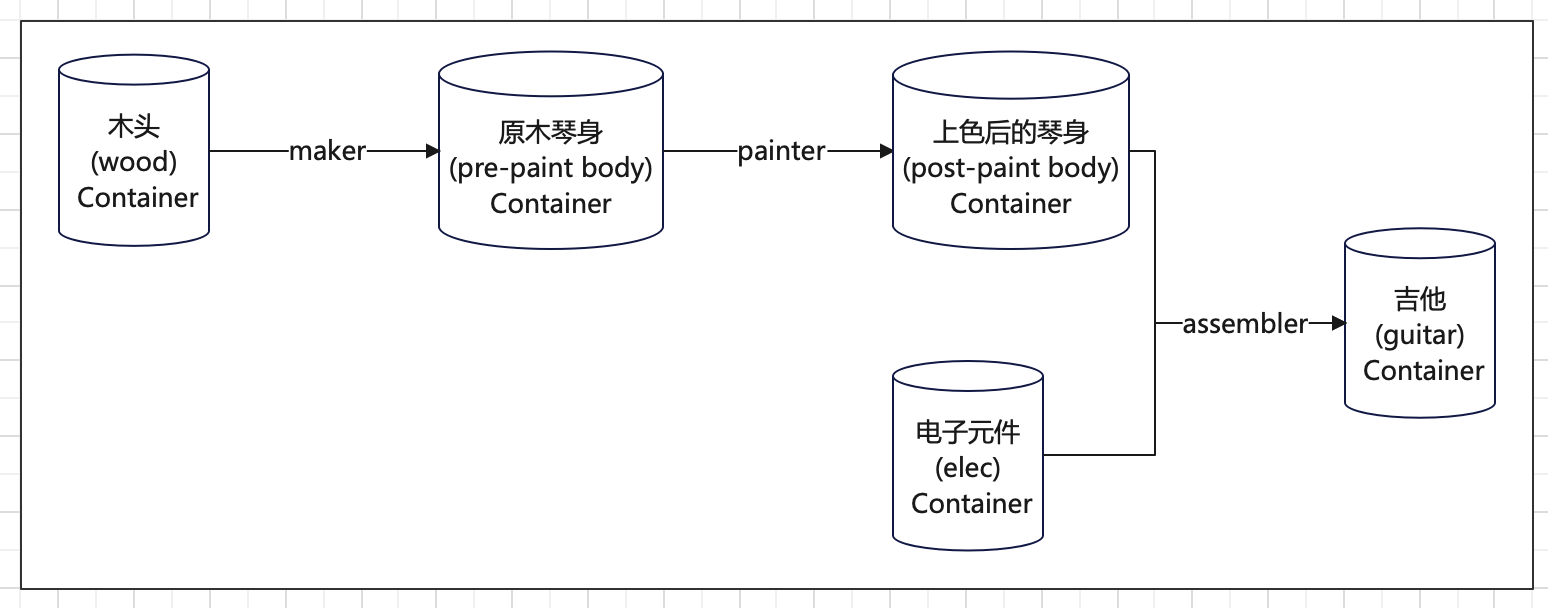 木头
(wood)
Container
maker
原木琴身
(pre-paint body)
Container
painter
上色后的琴身
(post-paint body)
Container
电子元件
(elec)
Container
assembler
吉他
(guitar)
Container